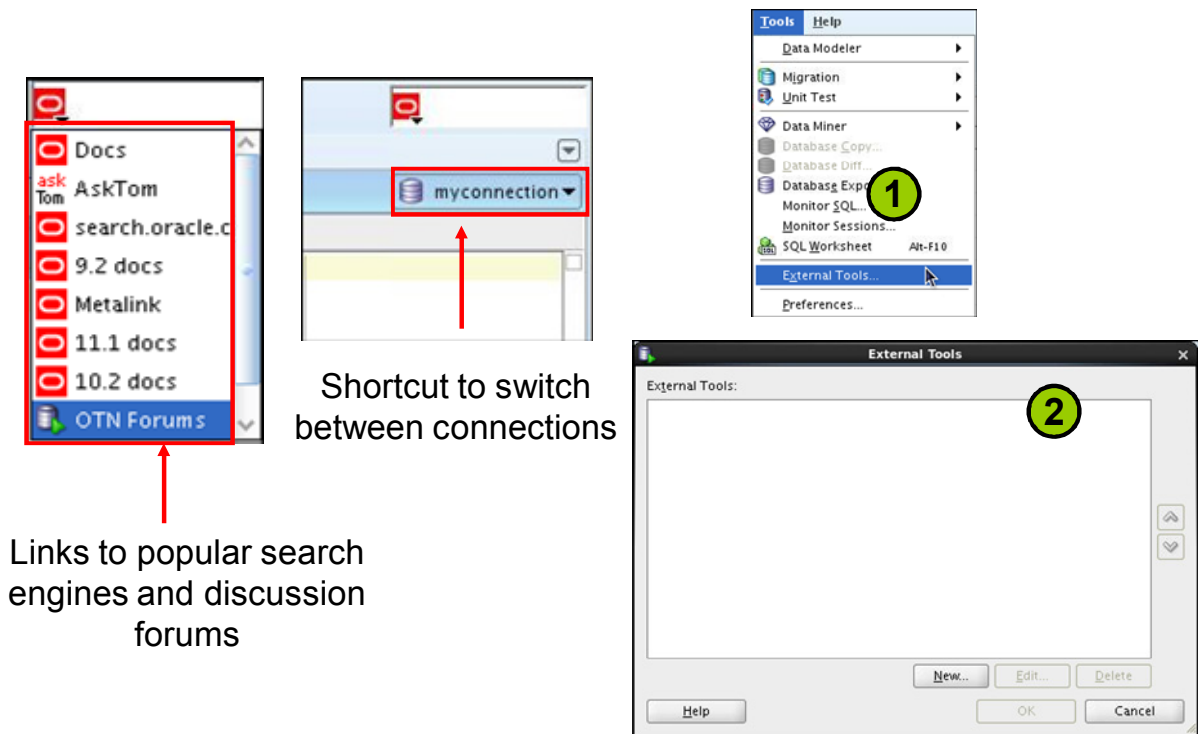 Docs
ask
Tom
AskTom
search.oracle.c
9.2 docs
Metalink
11.1 docs
10.2 docs
OTN Forums
Links to popular search
engines and discussion
forums
myconnection
Shortcut to switch
between connections
Tools Help
Data Modeler
Migration
Unit Test
Data Miner
Database Copy...
Database Diff...
Database Expo
Monitor SQL...
Monitor Sessions...
SQL Worksheet Alt-F10
External Tools...
Preferences...
1
External Tools
External Tools:
2
New... Edit... Delete
Help OK Cancel